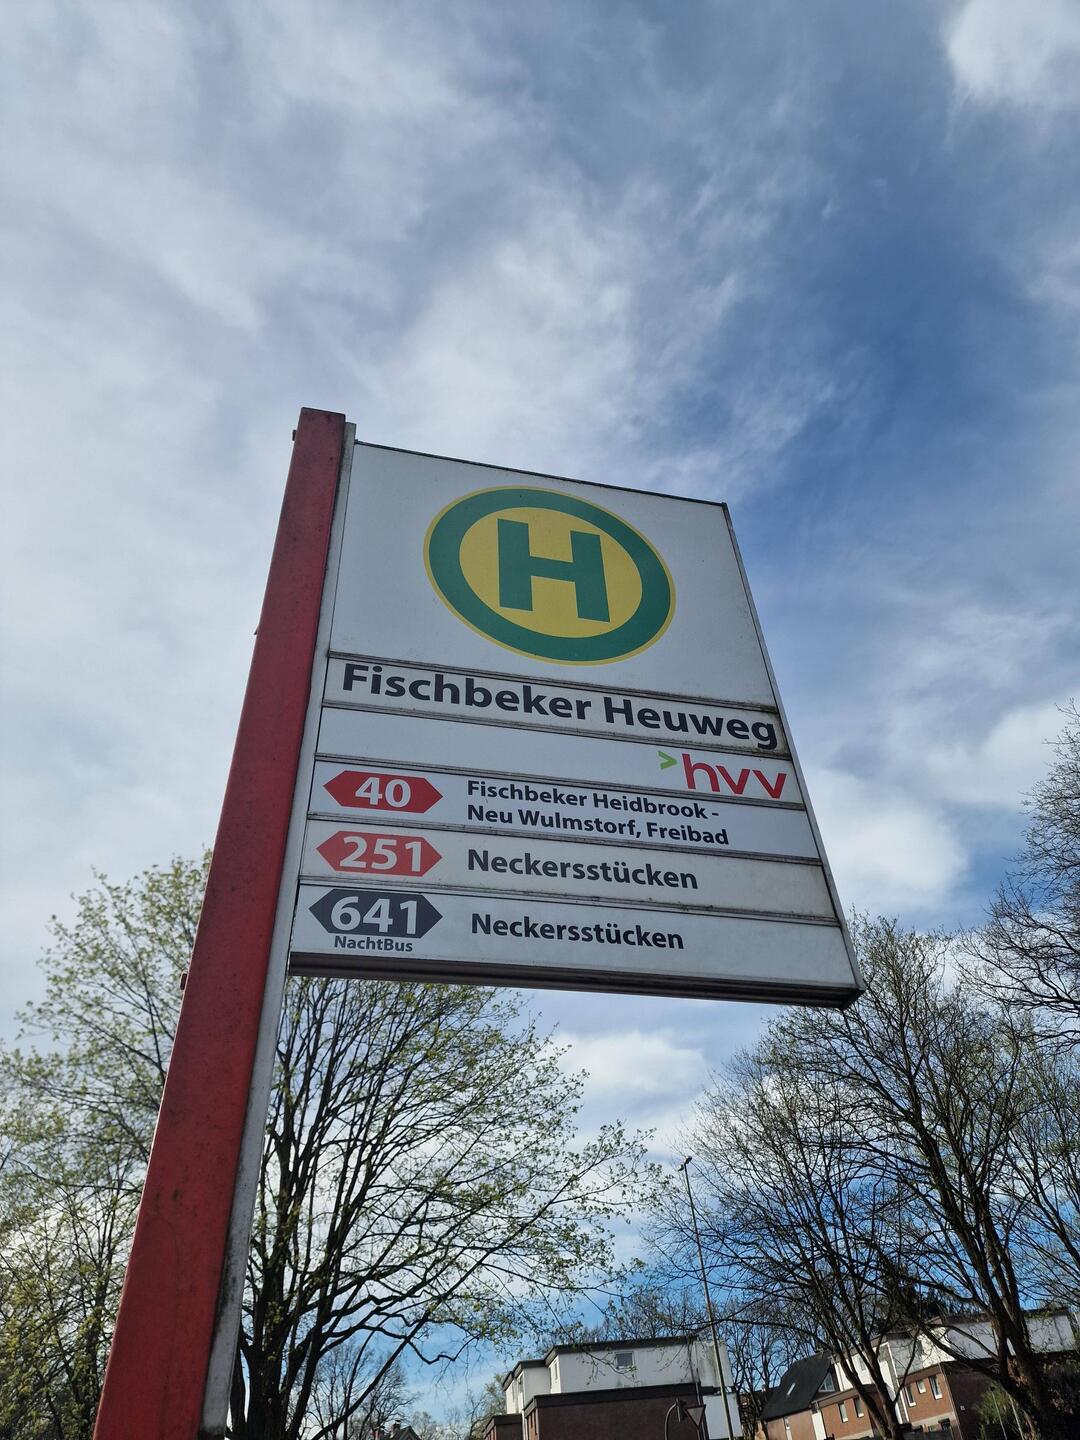 H
Fischbeker Heuweg
>hvv
40 Fischbeker Heidbrook -
Neu Wulmstorf, Freibad
251 Neckersstücken
641 Neckersstücken
NachtBus